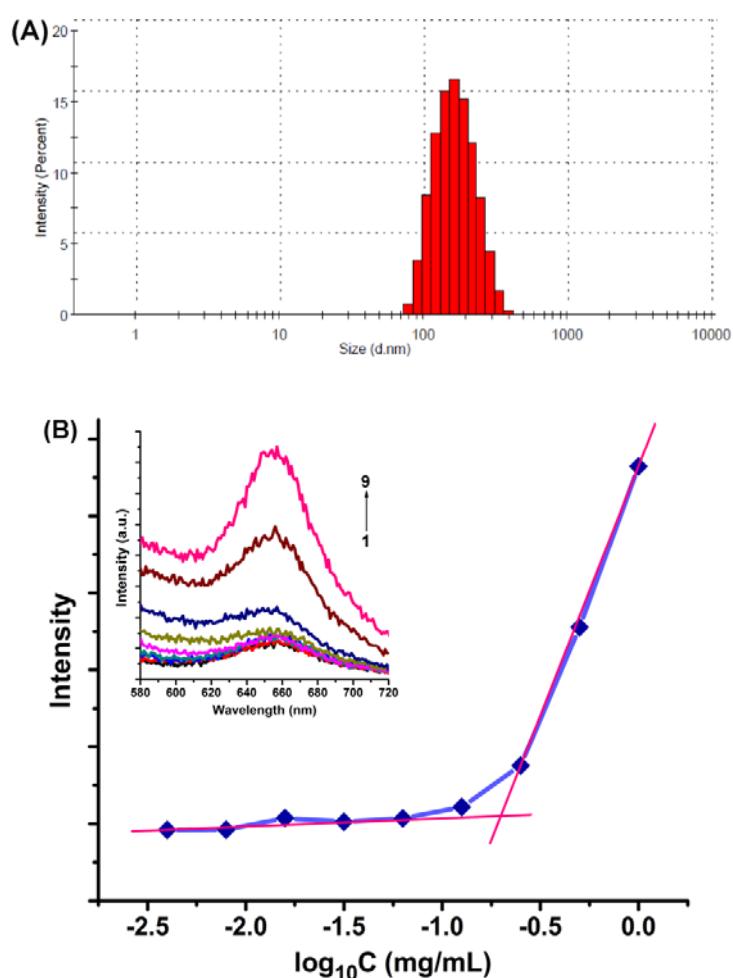 (A)
20
15
10
5
0
Intensity (Percent)
1 10 100 1000 10000
Size (d.nm)
(B)
Intensity
Intensity (a.u.)
9
1
580 600 620 640 660 680 700 720
Wavelength (nm)
-2.5 -2.0 -1.5 -1.0 -0.5 0.0
log₁₀C (mg/mL)